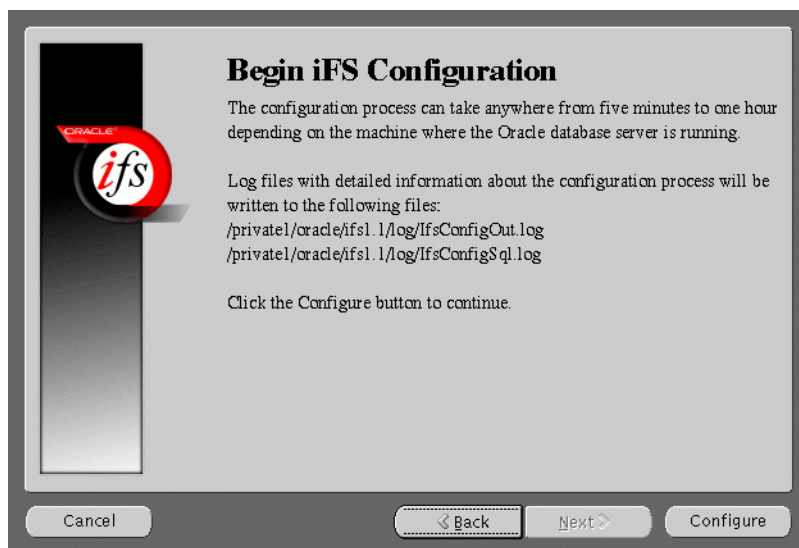 Begin iFS Configuration
The configuration process can take anywhere from five minutes to one hour
depending on the machine where the Oracle database server is running.
Log files with detailed information about the configuration process will be
written to the following files:
/private1/oracle/ifs1.1/log/IfsConfigOut.log
/private1/oracle/ifs1.1/log/IfsConfigSql.log
Click the Configure button to continue.
ORACLE
ifs
Cancel
Back
Next
Configure